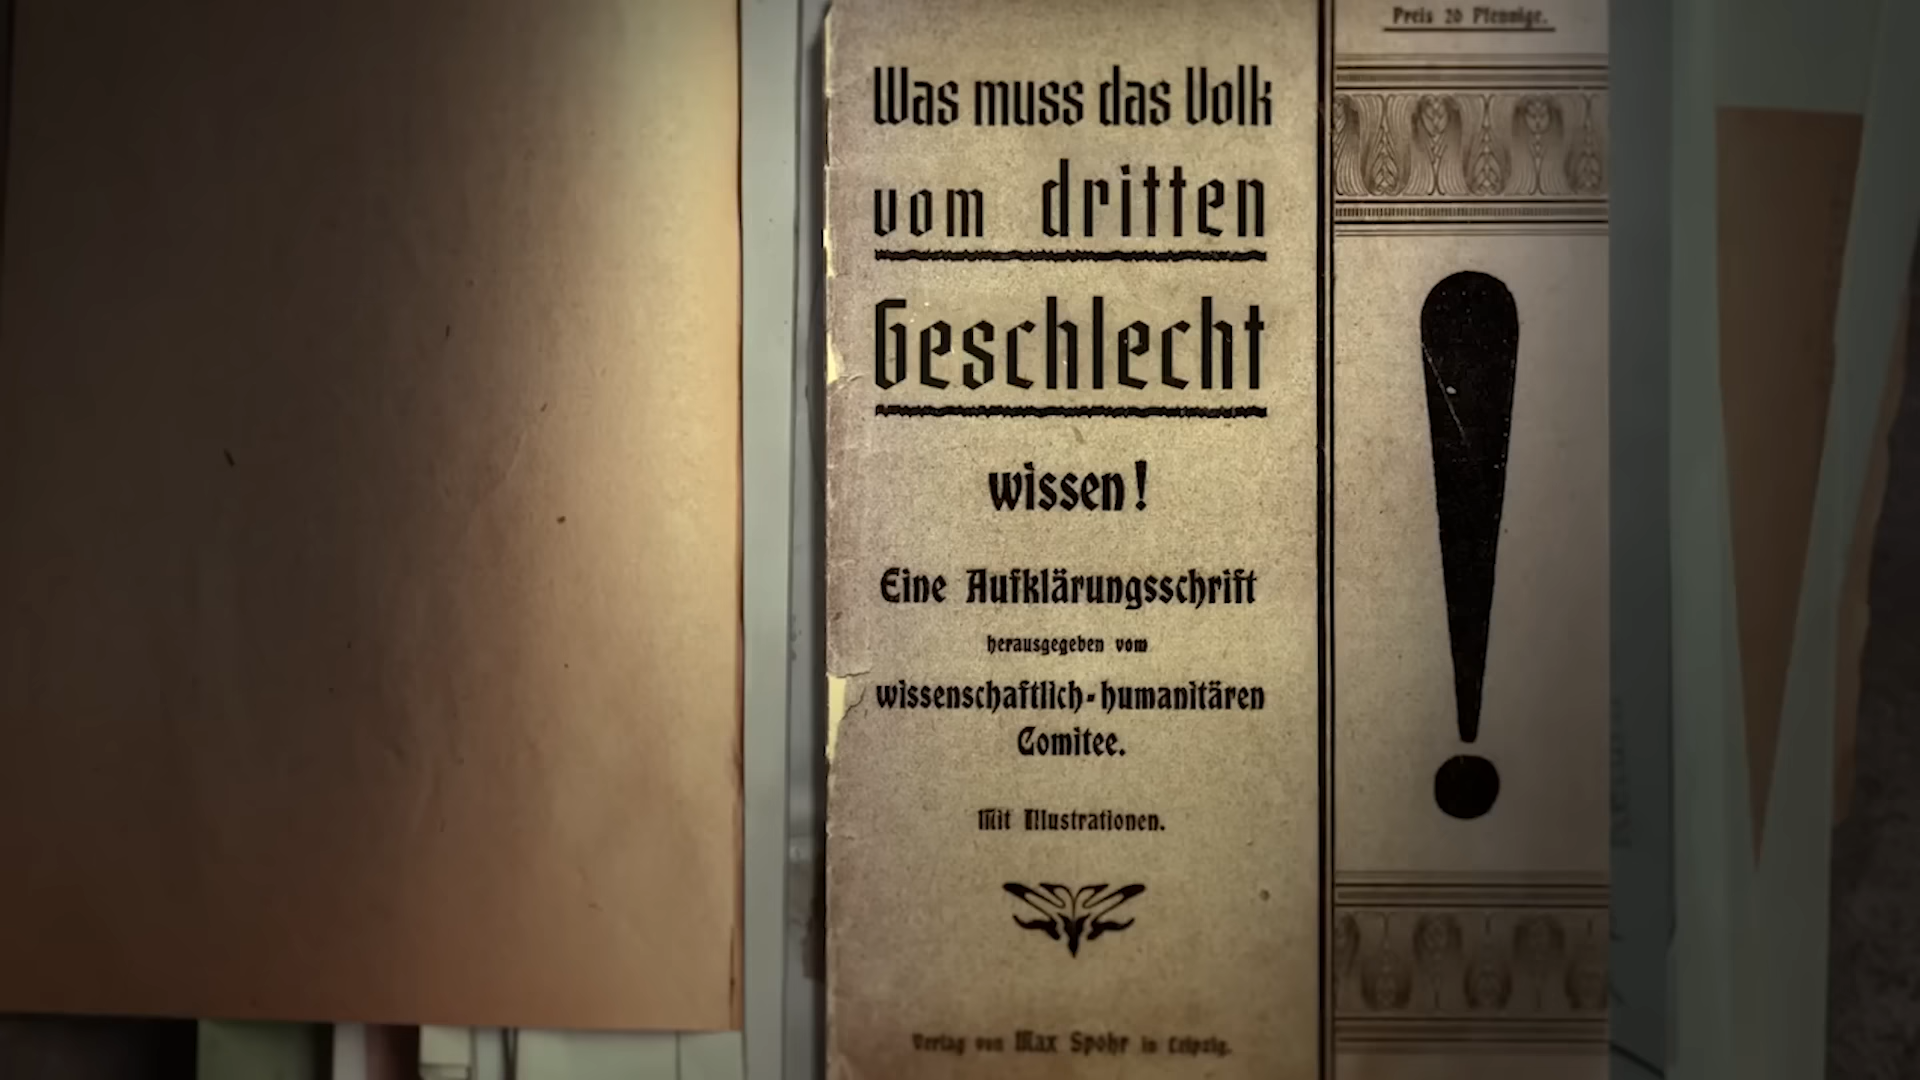 Preis 20 Pfennige.
Was muss das Volk
vom dritten
Geschlecht
wissen!
Eine Aufklärungsschrift
herausgegeben vom
wissenschaftlich-humanitären
Comitee.
Mit Illustrationen.
Verlag von Max Spohr in Leipzig.
!